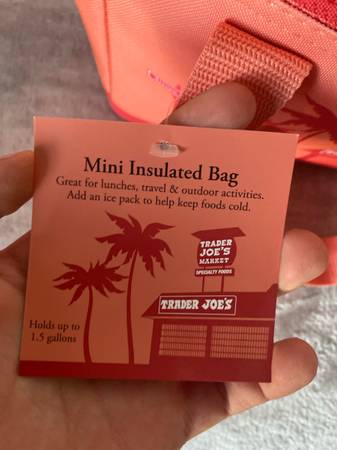 Mini Insulated Bag
Great for lunches, travel & outdoor activities.
Add an ice pack to help keep foods cold.
TRADER
JOE'S
MARKET
SPECIALTY FOODS
TRADER JOE'S
Holds up to
1.5 gallons